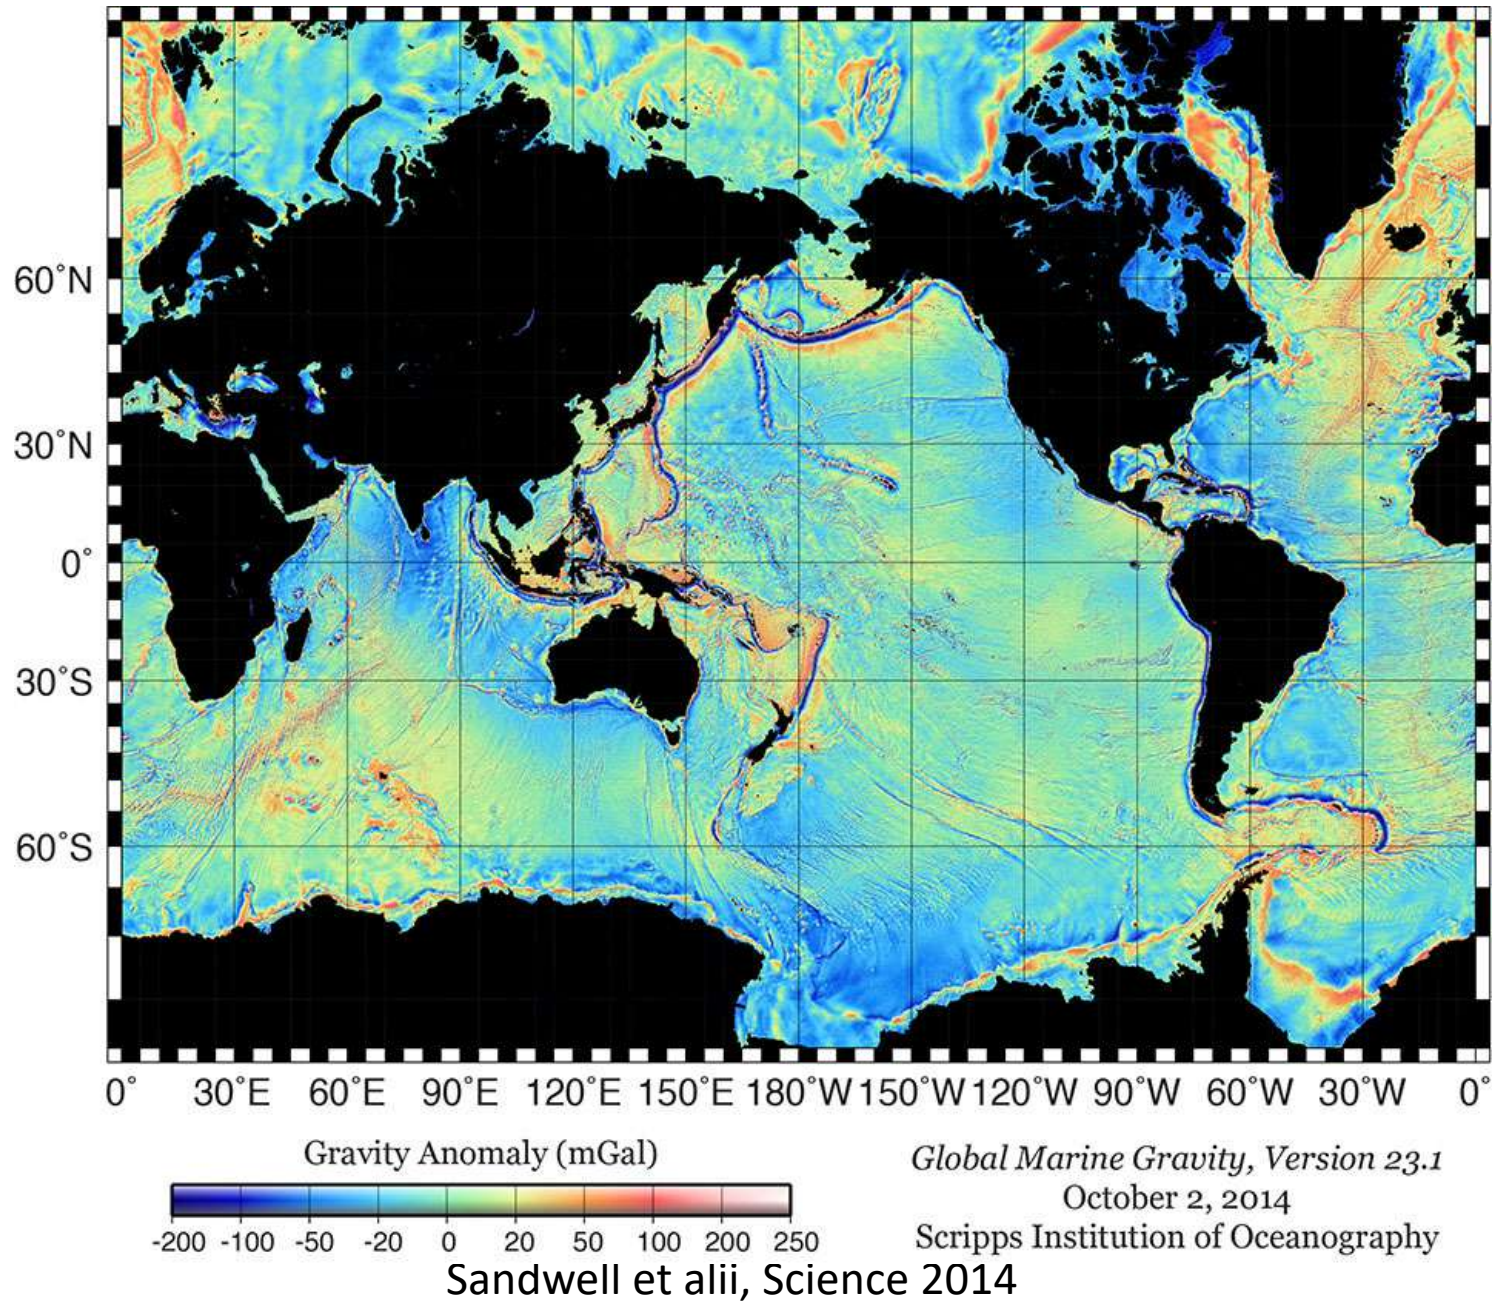 60°N
30°N
0°
30°S
60°S
0° 30°E 60°E 90°E 120°E 150°E 180°W 150°W 120°W 90°W 60°W 30°W 0°
Gravity Anomaly (mGal)
-200 -100 -50 -20 0 20 50 100 200 250
Global Marine Gravity, Version 23.1
October 2, 2014
Scripps Institution of Oceanography
Sandwell et alii, Science 2014